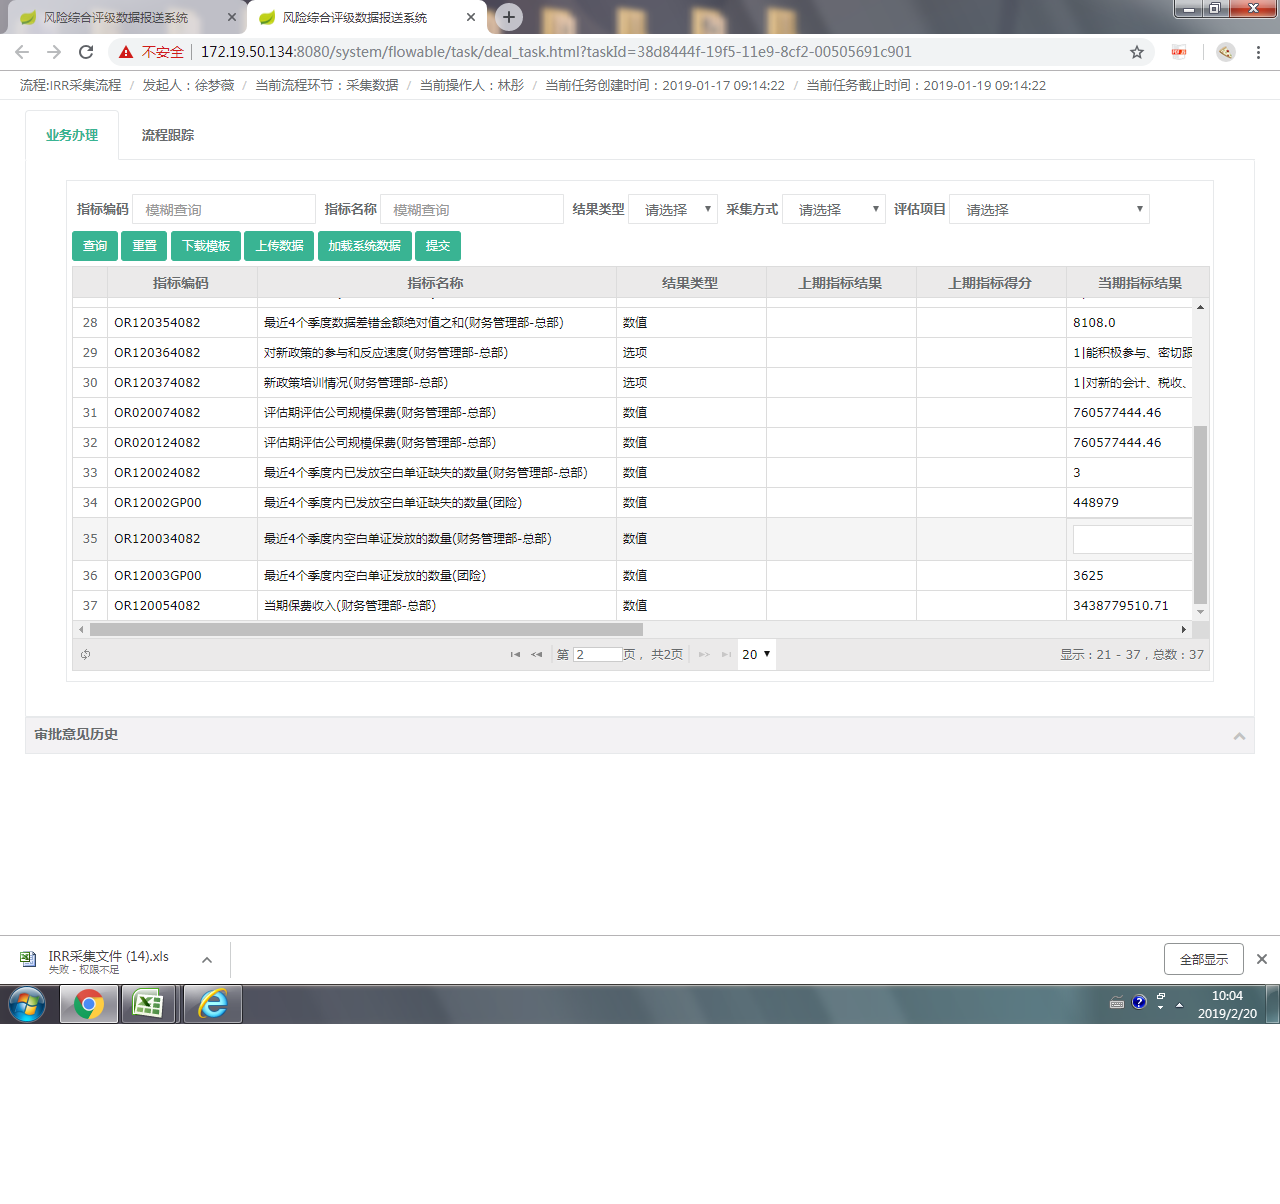 风险综合评级数据报送系统
风险综合评级数据报送系统
不安全 172.19.50.134:8080/system/flowable/task/deal_task.html?taskId=38d8444f-19f5-11e9-8cf2-00505691c901
流程:IRR采集流程 / 发起人：徐梦薇 / 当前流程环节：采集数据 / 当前操作人：林彤 / 当前任务创建时间：2019-01-17 09:14:22 / 当前任务截止时间：2019-01-19 09:14:22
业务办理 流程跟踪
指标编码 模糊查询 指标名称 模糊查询 结果类型 请选择 采集方式 请选择 评估项目 请选择
查询 重置 下载模板 上传数据 加载系统数据 提交
指标编码 指标名称 结果类型 上期指标结果 上期指标得分 当期指标结果
28 OR120354082 最近4个季度数据差错金额绝对值之和(财务管理部-总部) 数值 8108.0
29 OR120364082 对新政策的参与和反应速度(财务管理部-总部) 选项 1|能积极参与、密切跟
30 OR120374082 新政策培训情况(财务管理部-总部) 选项 1|对新的会计、税收、
31 OR020074082 评估期评估公司规模保费(财务管理部-总部) 数值 760577444.46
32 OR020124082 评估期评估公司规模保费(财务管理部-总部) 数值 760577444.46
33 OR120024082 最近4个季度内已发放空白单证缺失的数量(财务管理部-总部) 数值 3
34 OR12002GP00 最近4个季度内已发放空白单证缺失的数量(团险) 数值 448979
35 OR120034082 最近4个季度内空白单证发放的数量(财务管理部-总部) 数值
36 OR12003GP00 最近4个季度内空白单证发放的数量(团险) 数值 3625
37 OR120054082 当期保费收入(财务管理部-总部) 数值 3438779510.71
第 2 页， 共2页 20 显示：21 - 37，总数：37
审批意见历史
IRR采集文件 (14).xls
失败 - 权限不足
全部显示
10:04
2019/2/20